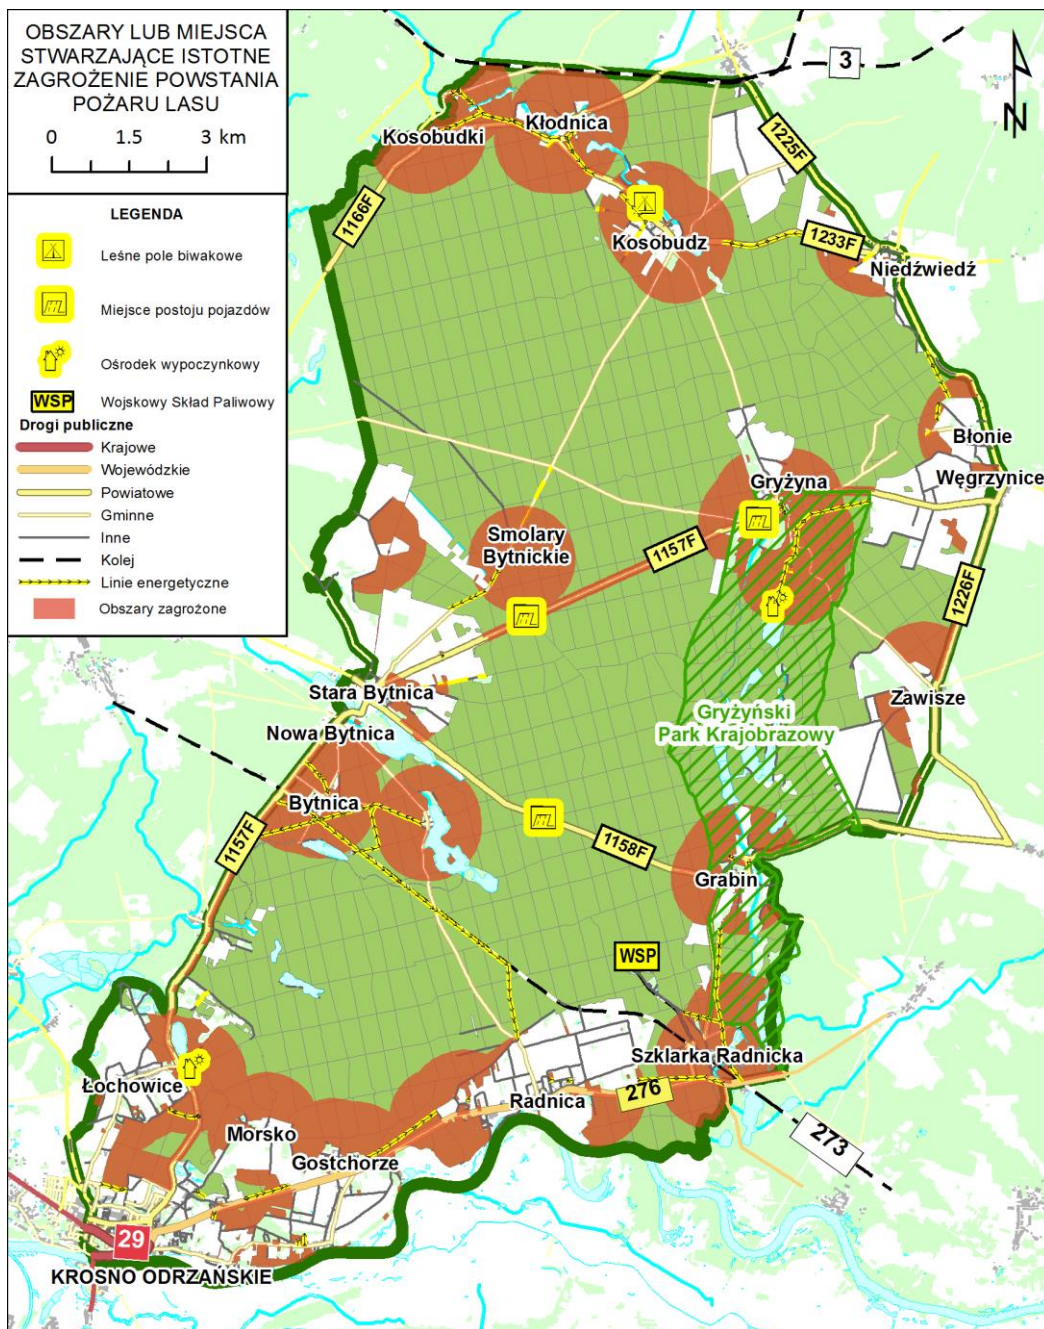 OBSZARY LUB MIEJSCA
STWARZAJĄCE ISTOTNE
ZAGROŻENIE POWSTANIA
POŻARU LASU
0 1.5 3 km
LEGENDA
Leśne pole biwakowe
Miejsce postoju pojazdów
Ośrodek wypoczynkowy
WSP Wojskowy Skład Paliwowy
Drogi publiczne
Krajowe
Wojewódzkie
Powiatowe
Gminne
Inne
Kolej
Linie energetyczne
Obszary zagrożone
N
3
Kosobudki
Kłodnica
1225F
1166F
Kosobudz
1233F
Niedźwiedź
Błonie
Węgrzynice
Gryżyna
Smolary
Bytnickie
1157F
1226F
Stara Bytnica
Zawisze
Nowa Bytnica
Gryżyński
Park Krajobrazowy
Bytnica
1157F
1158F
Grabin
WSP
Szklarka Radnicka
Łochowice
276
Radnica
Morsko
273
Gostchorze
29
KROSNO ODRZAŃSKIE